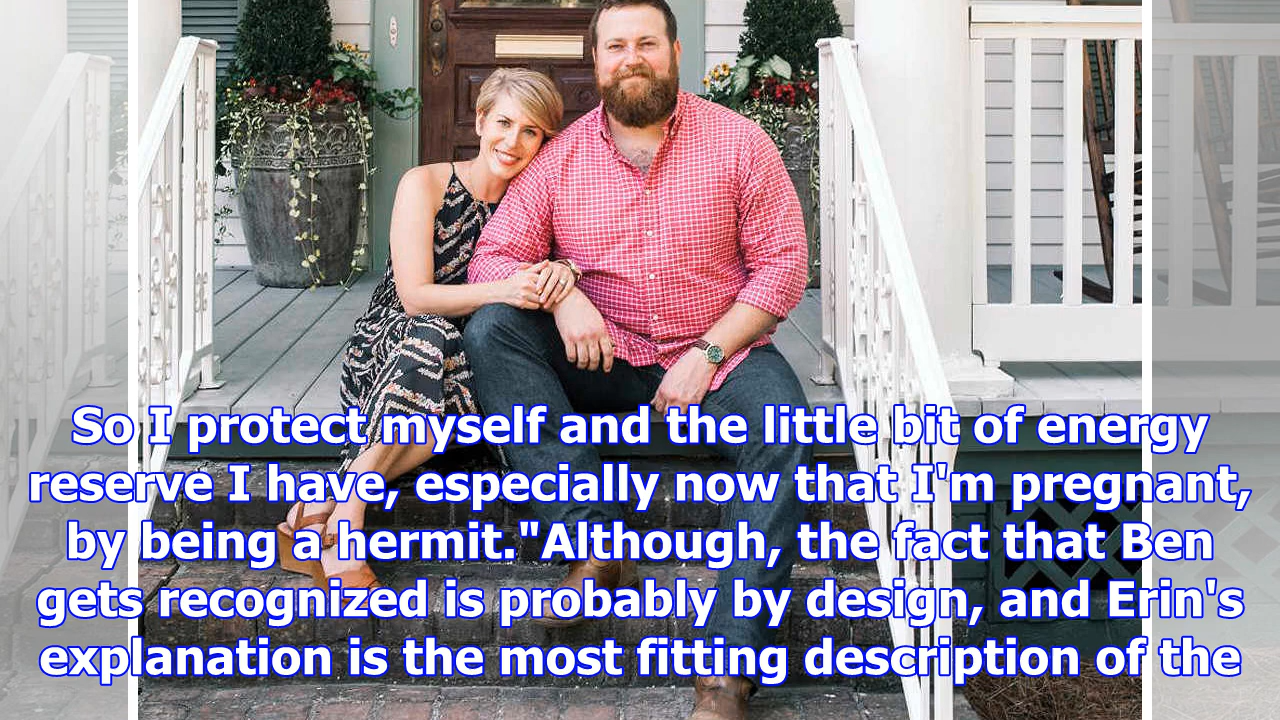 So I protect myself and the little bit of energy
reserve I have, especially now that I'm pregnant,
by being a hermit."Although, the fact that Ben
gets recognized is probably by design, and Erin's
explanation is the most fitting description of the